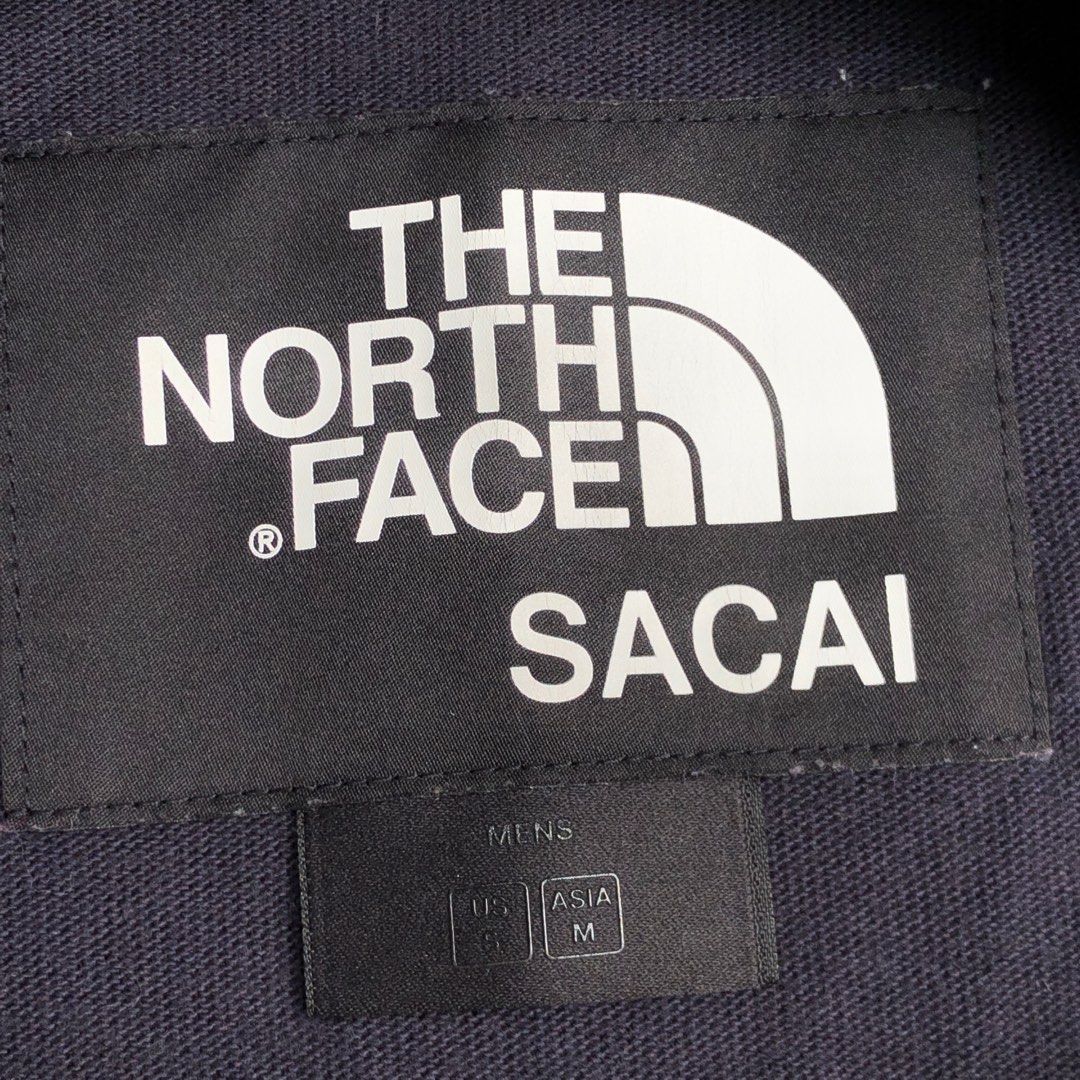 THE
NORTH
FACE
®
SACAI
MENS
US ASIA
S M